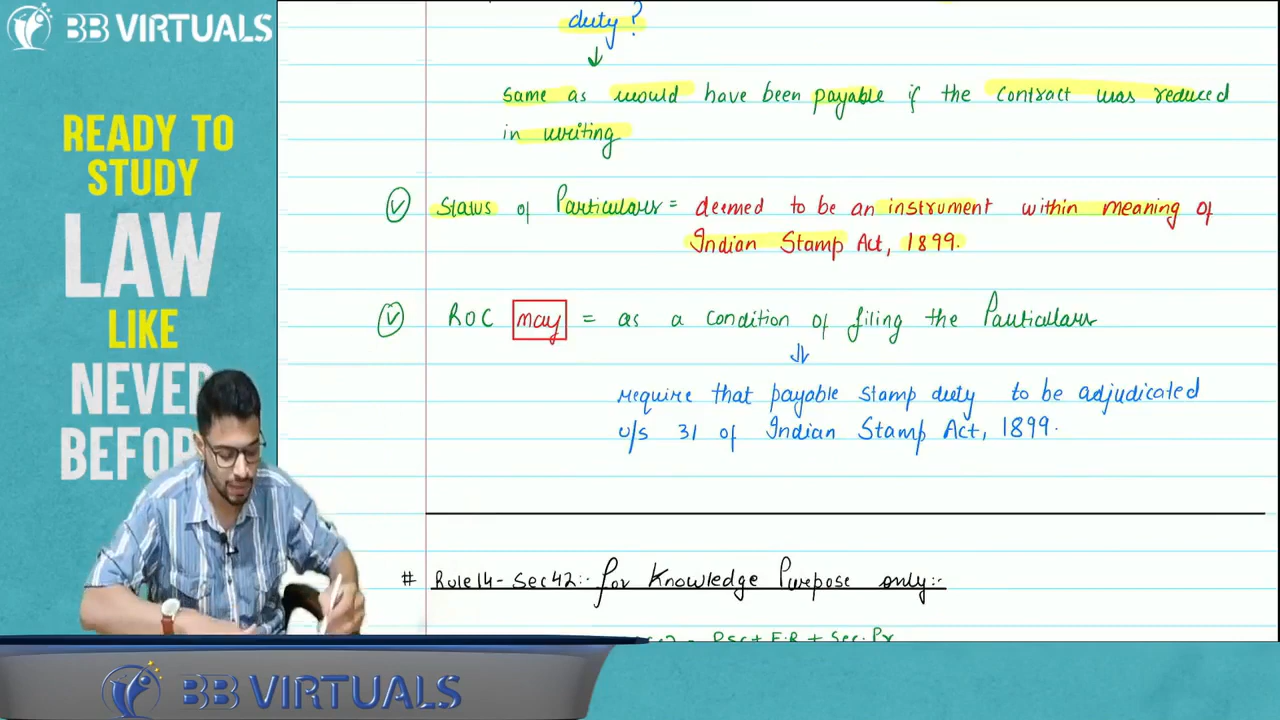 BB VIRTUALS
READY TO
STUDY
LAW
LIKE
NEVER
BEFOR
duty?
same as would have been payable if the contract was reduced
in writing
v Status of Particulars = deemed to be an instrument within meaning of
Indian Stamp Act, 1899.
v ROC may = as a condition of filing the Particulars
require that payable stamp duty to be adjudicated
u/s 31 of Indian Stamp Act, 1899.
# Rule 14 - Sec 42:- For Knowledge Purpose only:-
BB VIRTUALS